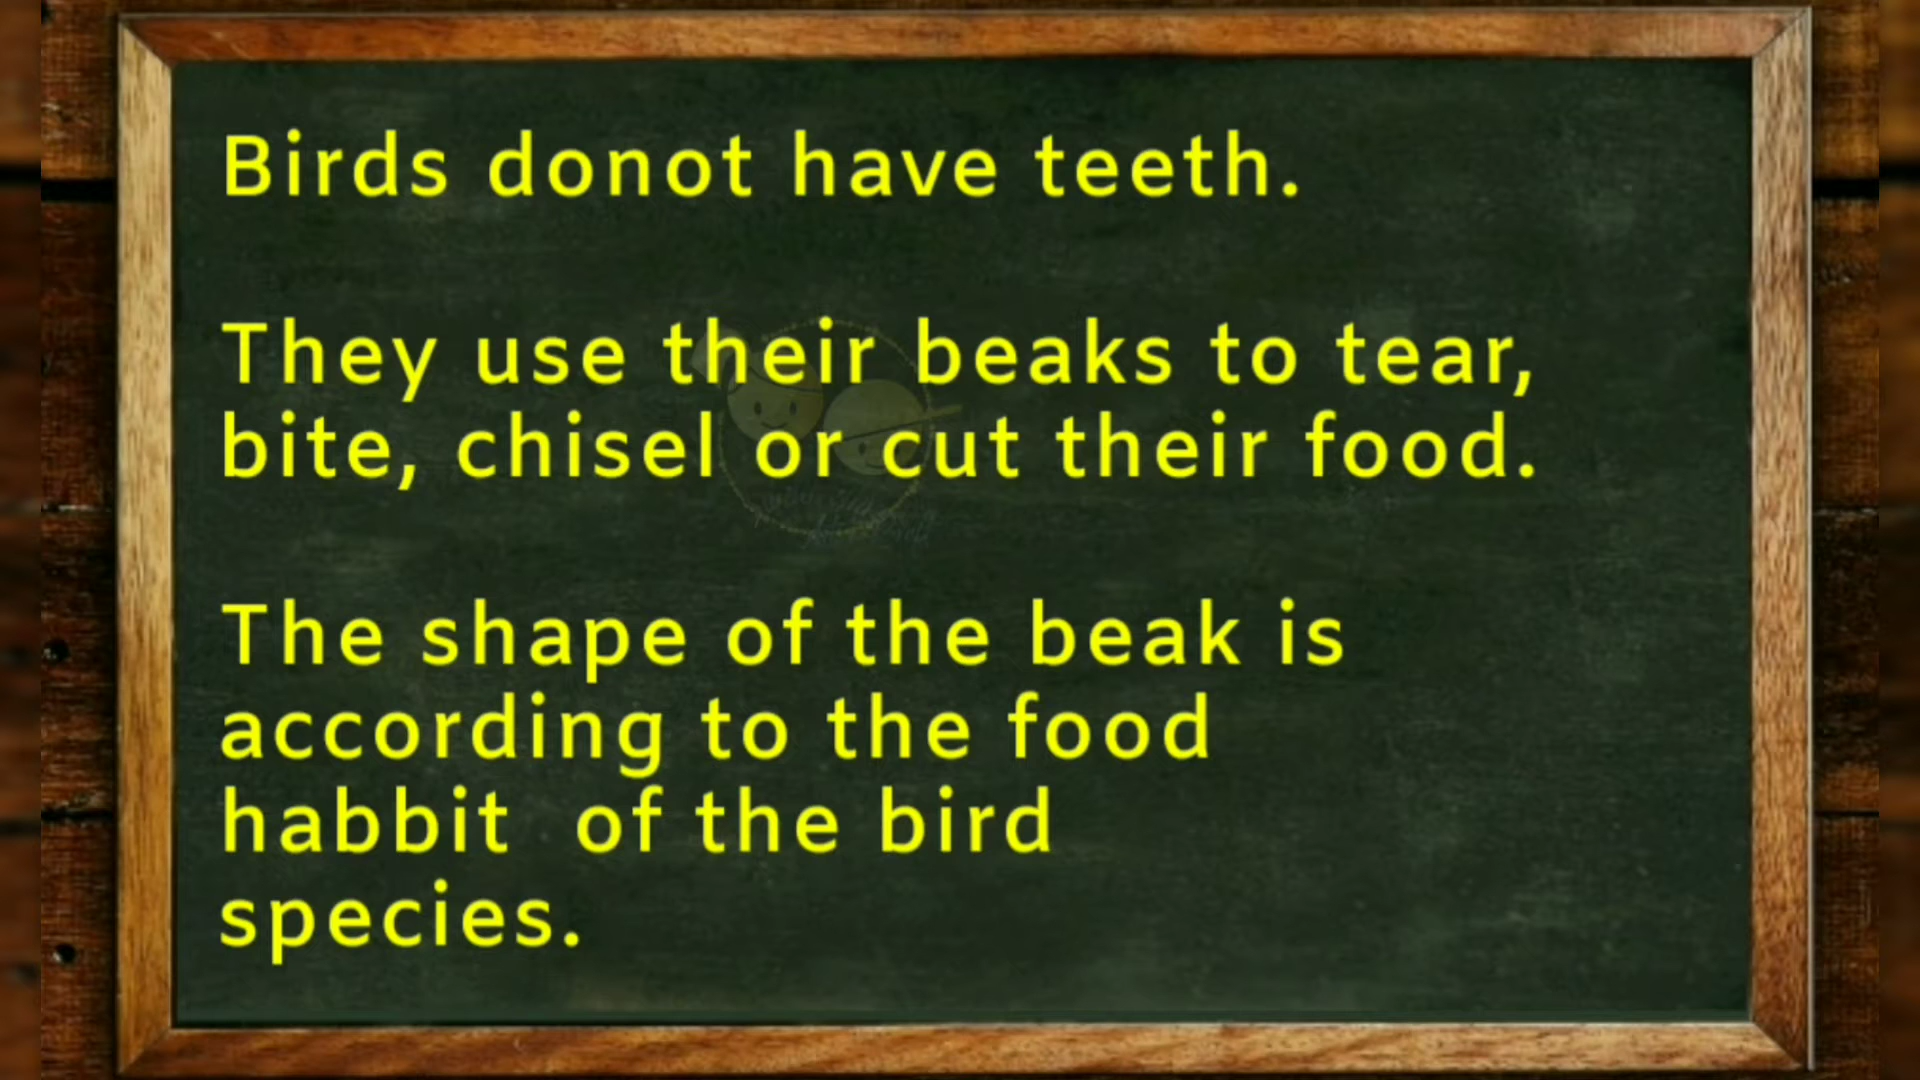 Birds donot have teeth.
They use their beaks to tear,
bite, chisel or cut their food.
The shape of the beak is
according to the food
habbit  of the bird
species.